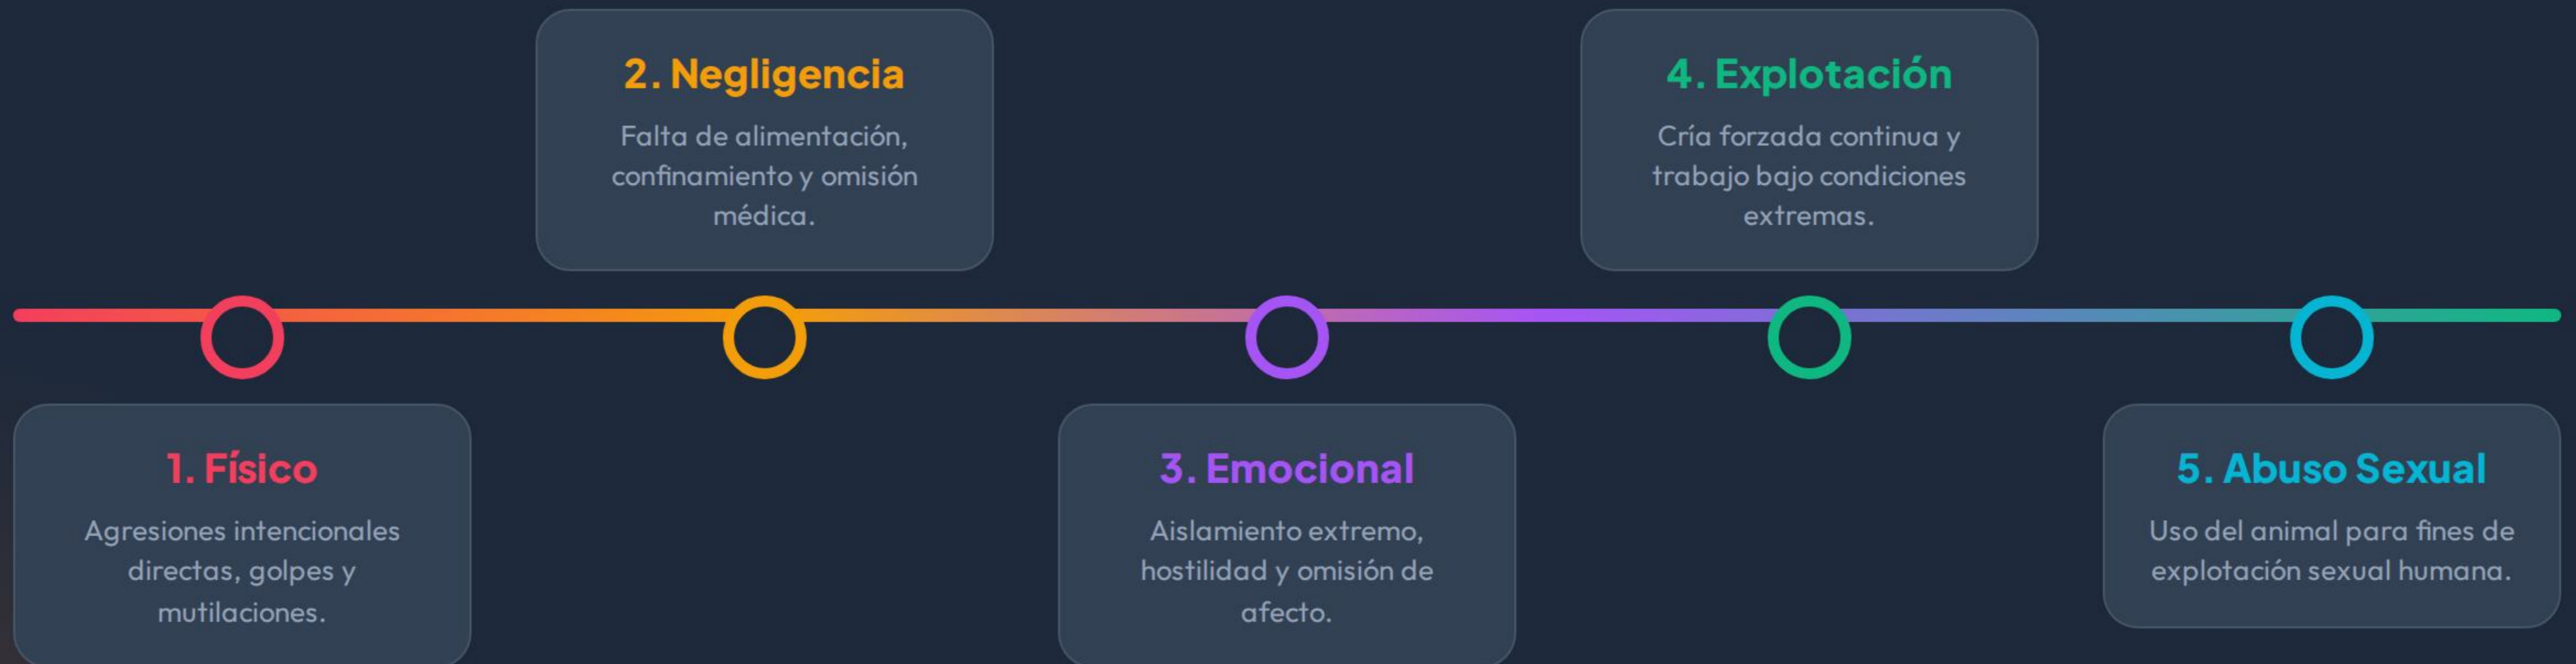 1. Físico
Agresiones intencionales
directas, golpes y
mutilaciones.
2. Negligencia
Falta de alimentación,
confinamiento y omisión
médica.
3. Emocional
Aislamiento extremo,
hostilidad y omisión de
afecto.
4. Explotación
Cría forzada continua y
trabajo bajo condiciones
extremas.
5. Abuso Sexual
Uso del animal para fines de
explotación sexual humana.